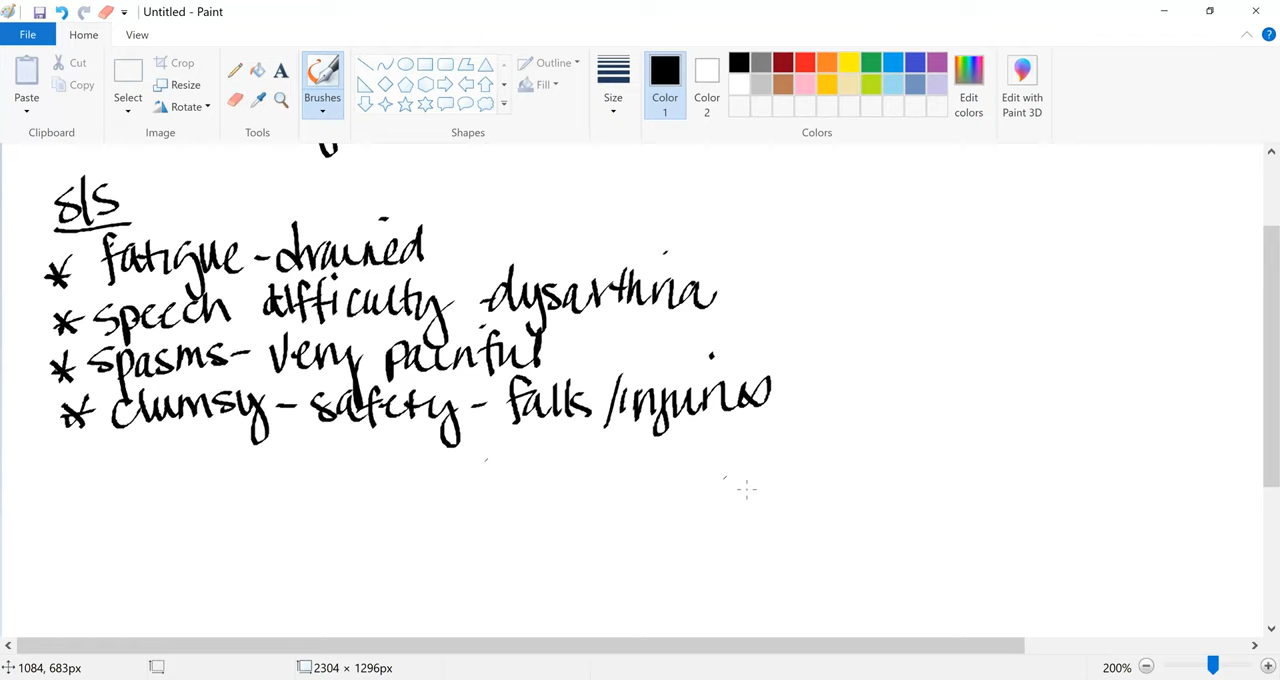 Untitled - Paint
File Home View
Paste
Cut
Copy
Clipboard
Select
Crop
Resize
Rotate
Image
A
Tools
Brushes
Shapes
Outline
Fill
Size
Color 1
Color 2
Colors
Edit colors
Edit with Paint 3D
s/s
* fatigue - drained
* speech difficulty - dysarthria
* spasms - very painful
* clumsy - safety - falls / injuries
1084, 683px
2304 × 1296px
200%